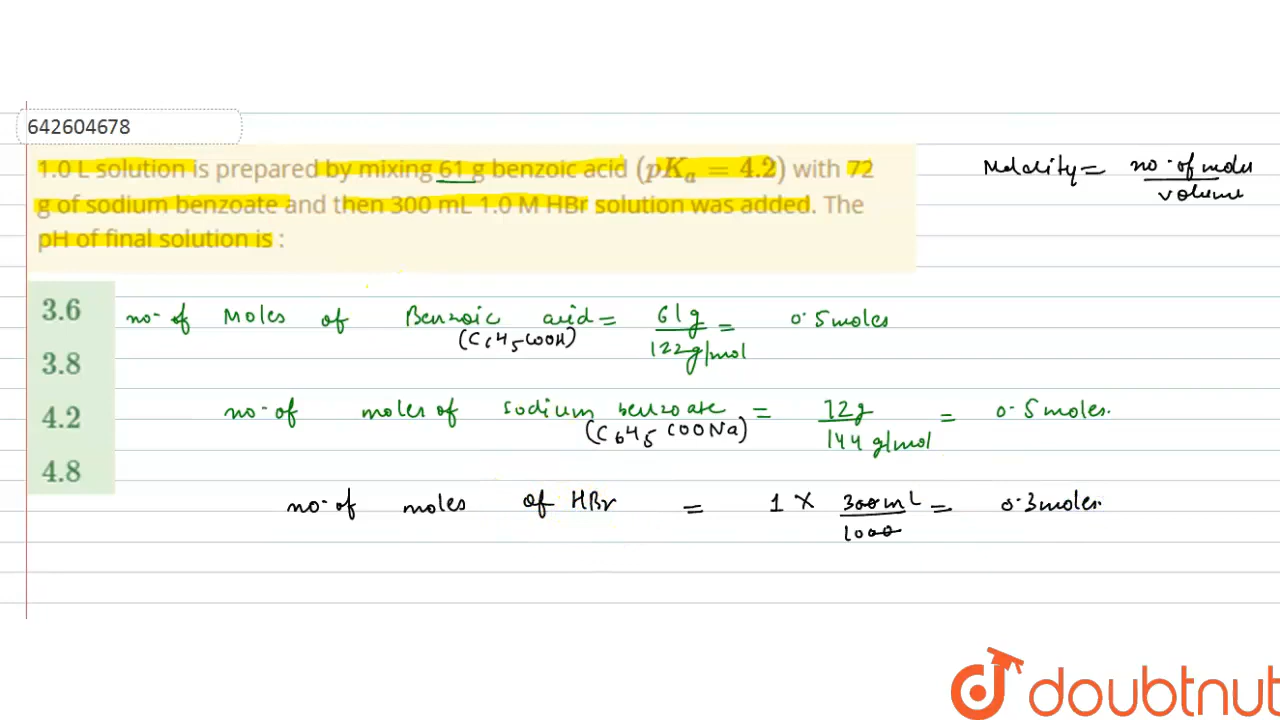 642604678
1.0 L solution is prepared by mixing 61 g benzoic acid (pKₐ = 4.2) with 72
g of sodium benzoate and then 300 mL 1.0 M HBr solution was added. The
pH of final solution is :
Molality = no. of moles / volume
3.6
no. of Moles of Benzoic acid = 61g / 122g/mol = 0.5moles
(C6H5COOH)
3.8
no. of moles of sodium benzoate = 72g / 144 g/mol = 0.5moles.
(C6H5COONa)
4.2
4.8
no. of moles of HBr = 1 X 300mL / 1000 = 0.3moles.
doubtnut